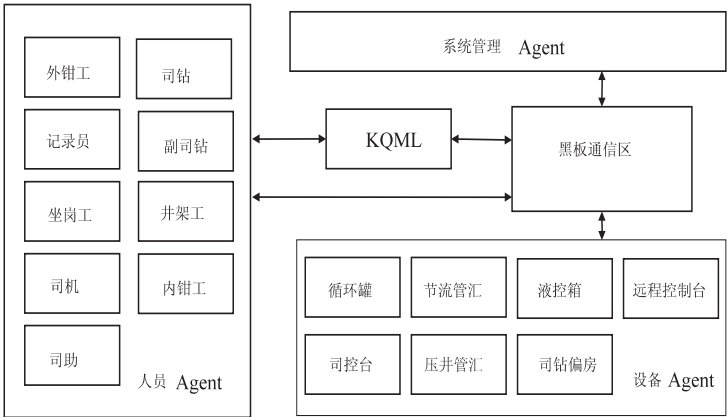 外钳工
司钻
记录员
副司钻
坐岗工
井架工
司机
内钳工
司助
人员 Agent
系统管理 Agent
KQML
黑板通信区
循环罐
节流管汇
液控箱
远程控制台
司控台
压井管汇
司钻偏房
设备 Agent